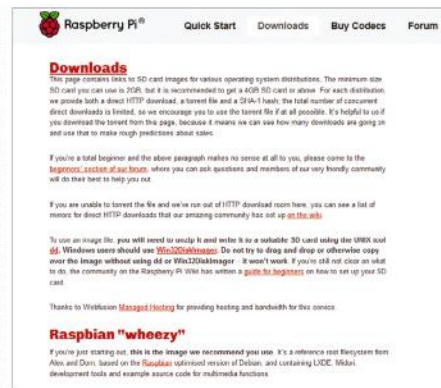 Raspberry Pi®
Quick Start Downloads Buy Codecs Forum
Downloads
This page contains links to SD card images for various operating system distributions. The minimum size
SD card you can use is 2GB, but it is recommended to get a 4GB SD card or above. For each distribution
we provide both a direct HTTP download, a torrent file and a SHA-1 hash; the total number of concurrent
direct downloads is limited, so we encourage you to use the torrent file if at all possible. It's helpful to us if
you download the torrent from this page, because it means we can see how many downloads are going on
and use that to make rough predictions about sales.
If you're a total beginner and the above paragraph makes no sense at all to you, please come to the
beginners' section of our forum, where you can ask questions and members of our very friendly community
will do their best to help you out.
If you are unable to torrent the file and we've run out of HTTP download room here, you can see a list of
mirrors for direct HTTP downloads that our amazing community has set up on the wiki.
To use an image file, you will need to unzip it and write it to a suitable SD card using the UNIX tool
dd. Windows users should use Win32DiskImager. Do not try to drag and drop or otherwise copy
over the image without using dd or Win32DiskImager – it won't work. If you're still not clear on what
to do, the community on the Raspberry Pi Wiki has written a guide for beginners on how to set up your SD
card.
Thanks to Webfusion Managed Hosting for providing hosting and bandwidth for this service.
Raspbian "wheezy"
If you're just starting out, this is the image we recommend you use. It's a reference root filesystem from
Alex and Dom, based on the Raspbian optimised version of Debian, and containing LXDE, Midori,
development tools and example source code for multimedia functions.